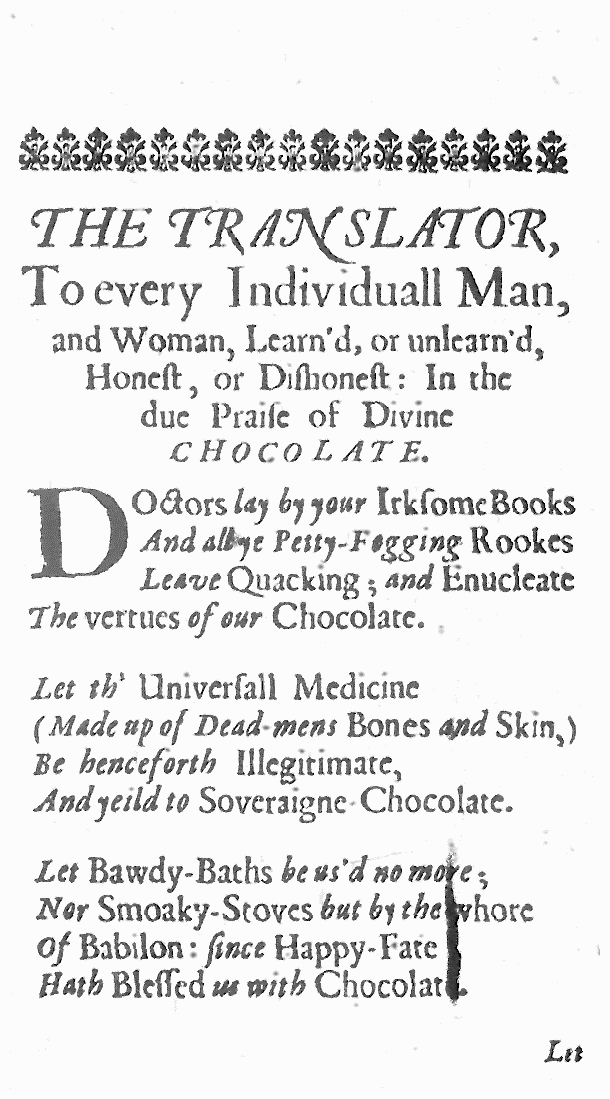 THE TRANSLATOR,
To every Individuall Man,
and Woman, Learn'd, or unlearn'd,
Honeſt, or Diſhoneſt: In the
due Praiſe of Divine
CHOCOLATE.
DOctors lay by your Irkſome Books
And all ye Petty-Fogging Rookes
Leave Quacking; and Enucleate
The vertues of our Chocolate.
Let th' Univerſall Medicine
(Made up of Dead-mens Bones and Skin,)
Be henceforth Illegitimate,
And yeild to Soveraigne-Chocolate.
Let Bawdy-Baths be us'd no more;
Nor Smoaky-Stoves but by the whore
Of Babilon: ſince Happy-Fate
Hath Bleſſed us with Chocolate.
Let